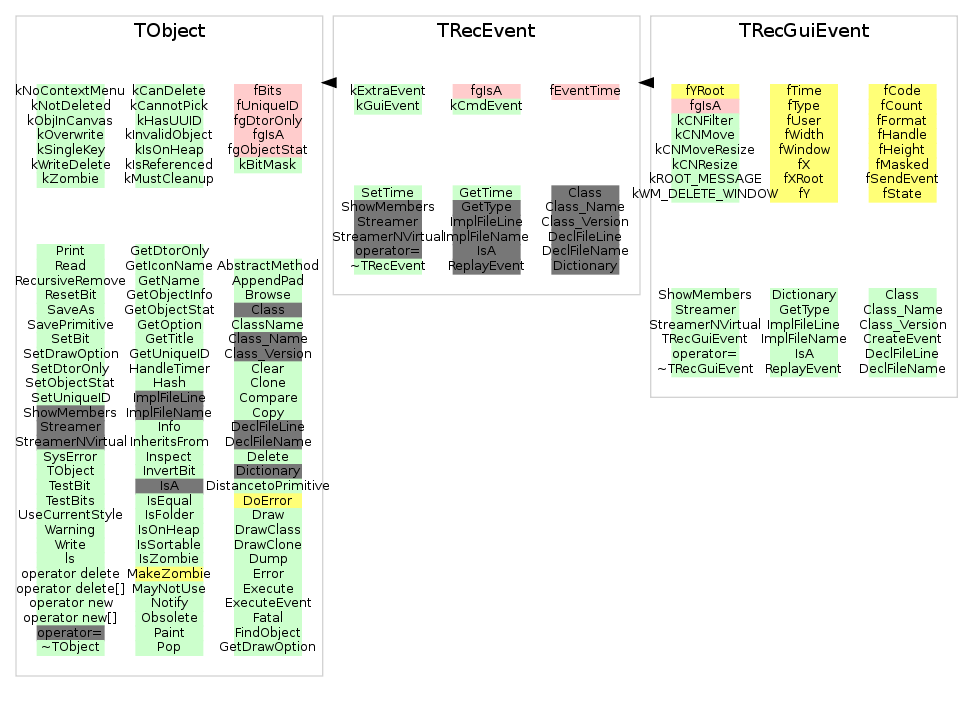 TObject
kNoContextMenu kCanDelete fBits
kNotDeleted kCannotPick fUniqueID
kObjInCanvas kHasUUID fgDtorOnly
kOverwrite kInvalidObject fgIsA
kSingleKey kIsOnHeap fgObjectStat
kWriteDelete kIsReferenced kBitMask
kZombie kMustCleanup
Print GetDtorOnly
Read GetIconName AbstractMethod
RecursiveRemove GetName AppendPad
ResetBit GetObjectInfo Browse
SaveAs GetObjectStat Class
SavePrimitive GetOption ClassName
SetBit GetTitle Class_Name
SetDrawOption GetUniqueID Class_Version
SetDtorOnly HandleTimer Clear
SetObjectStat Hash Clone
SetUniqueID ImplFileLine Compare
ShowMembers ImplFileName Copy
Streamer Info DeclFileLine
StreamerNVirtual InheritsFrom DeclFileName
SysError Inspect Delete
TObject InvertBit Dictionary
TestBit IsA DistancetoPrimitive
TestBits IsEqual DoError
UseCurrentStyle IsFolder Draw
Warning IsOnHeap DrawClass
Write IsSortable DrawClone
ls IsZombie Dump
operator delete MakeZombie Error
operator delete[] MayNotUse Execute
operator new Notify ExecuteEvent
operator new[] Obsolete Fatal
operator= Paint FindObject
~TObject Pop GetDrawOption
TRecEvent
kExtraEvent fgIsA fEventTime
kGuiEvent kCmdEvent
SetTime GetTime Class
ShowMembers GetType Class_Name
Streamer ImplFileLine Class_Version
StreamerNVirtual ImplFileName DeclFileLine
operator= IsA DeclFileName
~TRecEvent ReplayEvent Dictionary
TRecGuiEvent
fYRoot fTime fCode
fgIsA fType fCount
kCNFilter fUser fFormat
kCNMove fWidth fHandle
kCNMoveResize fWindow fHeight
kCNResize fX fMasked
kROOT_MESSAGE fXRoot fSendEvent
kWM_DELETE_WINDOW fY fState
ShowMembers Dictionary Class
Streamer GetType Class_Name
StreamerNVirtual ImplFileLine Class_Version
TRecGuiEvent ImplFileName CreateEvent
operator= IsA DeclFileLine
~TRecGuiEvent ReplayEvent DeclFileName